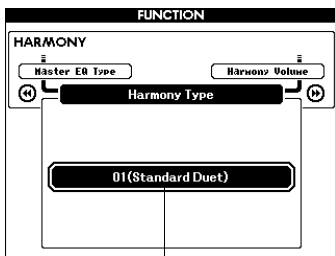 FUNCTION
HARMONY
Master EQ Type
Harmony Volume
Harmony Type
01(Standard Duet)